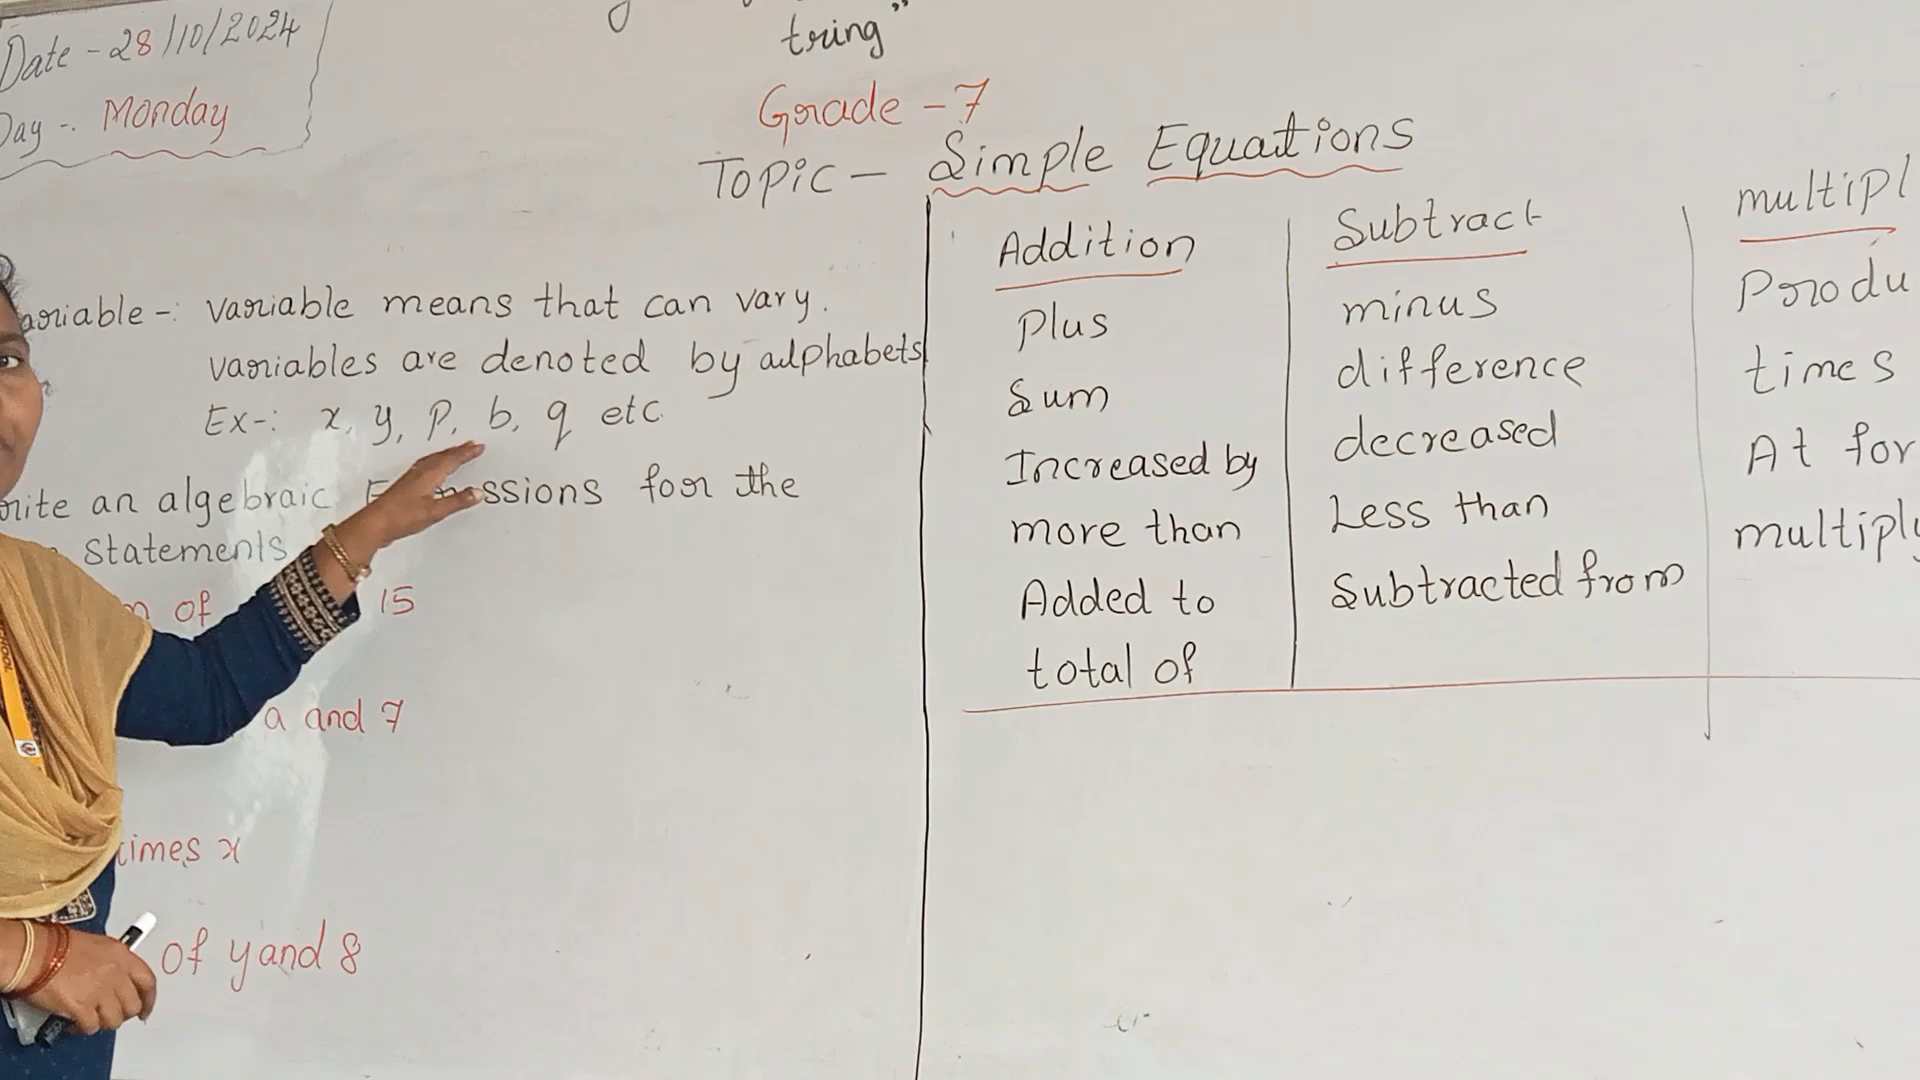 Date - 28/10/2024
Day -. Monday
tring"
Grade - 7
Topic - Simple Equations
ariable -: variable means that can vary.
variables are denoted by alphabets
Ex-: x, y, p, b, q etc
an algebraic for the
statements
of 15
a and 7
times x
of y and 8
Addition
Plus
Sum
Increased by
more than
Added to
total of
Subtract
minus
difference
decreased
Less than
Subtracted from
multipl
Produ
times
At for
multiply